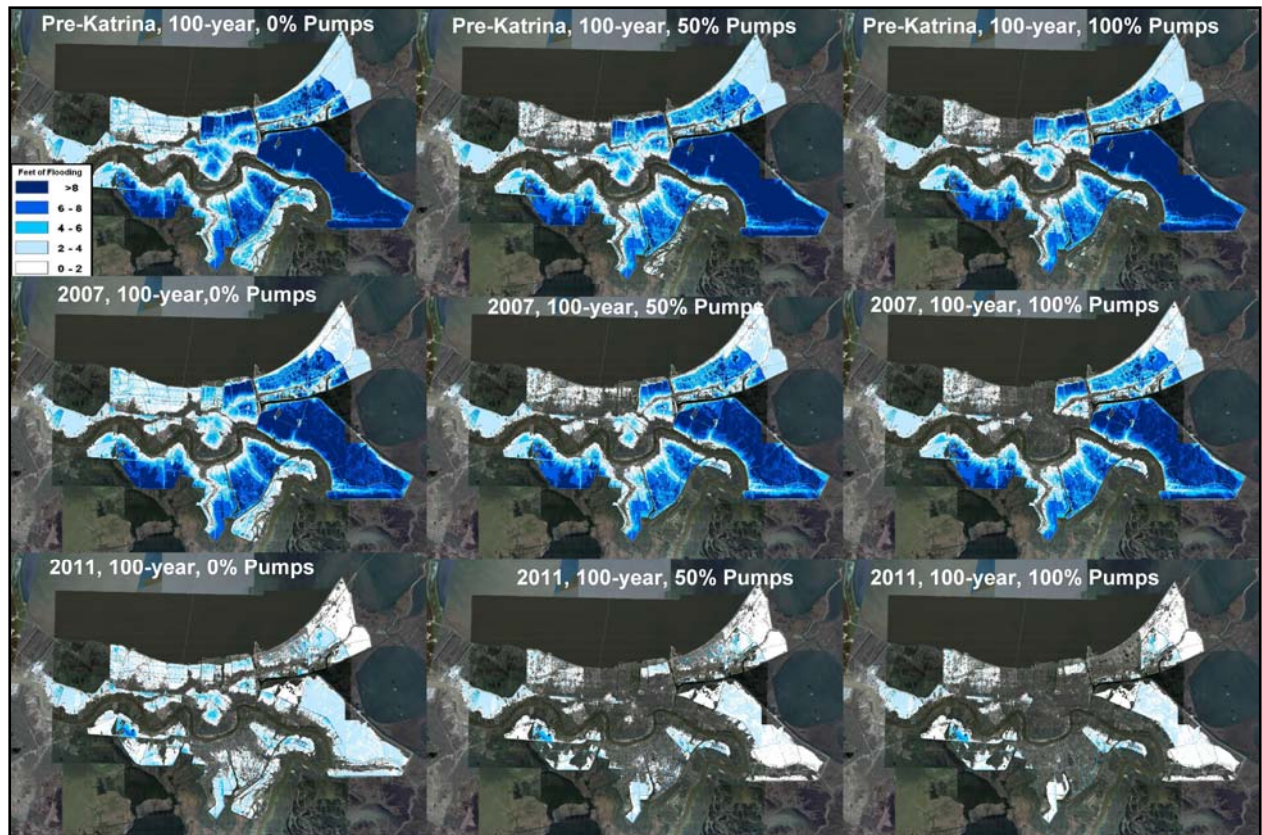 Pre-Katrina, 100-year, 0% Pumps
Pre-Katrina, 100-year, 50% Pumps
Pre-Katrina, 100-year, 100% Pumps
Feet of Flooding
>8
6 - 8
4 - 6
2 - 4
0 - 2
2007, 100-year,0% Pumps
2007, 100-year, 50% Pumps
2007, 100-year, 100% Pumps
2011, 100-year, 0% Pumps
2011, 100-year, 50% Pumps
2011, 100-year, 100% Pumps